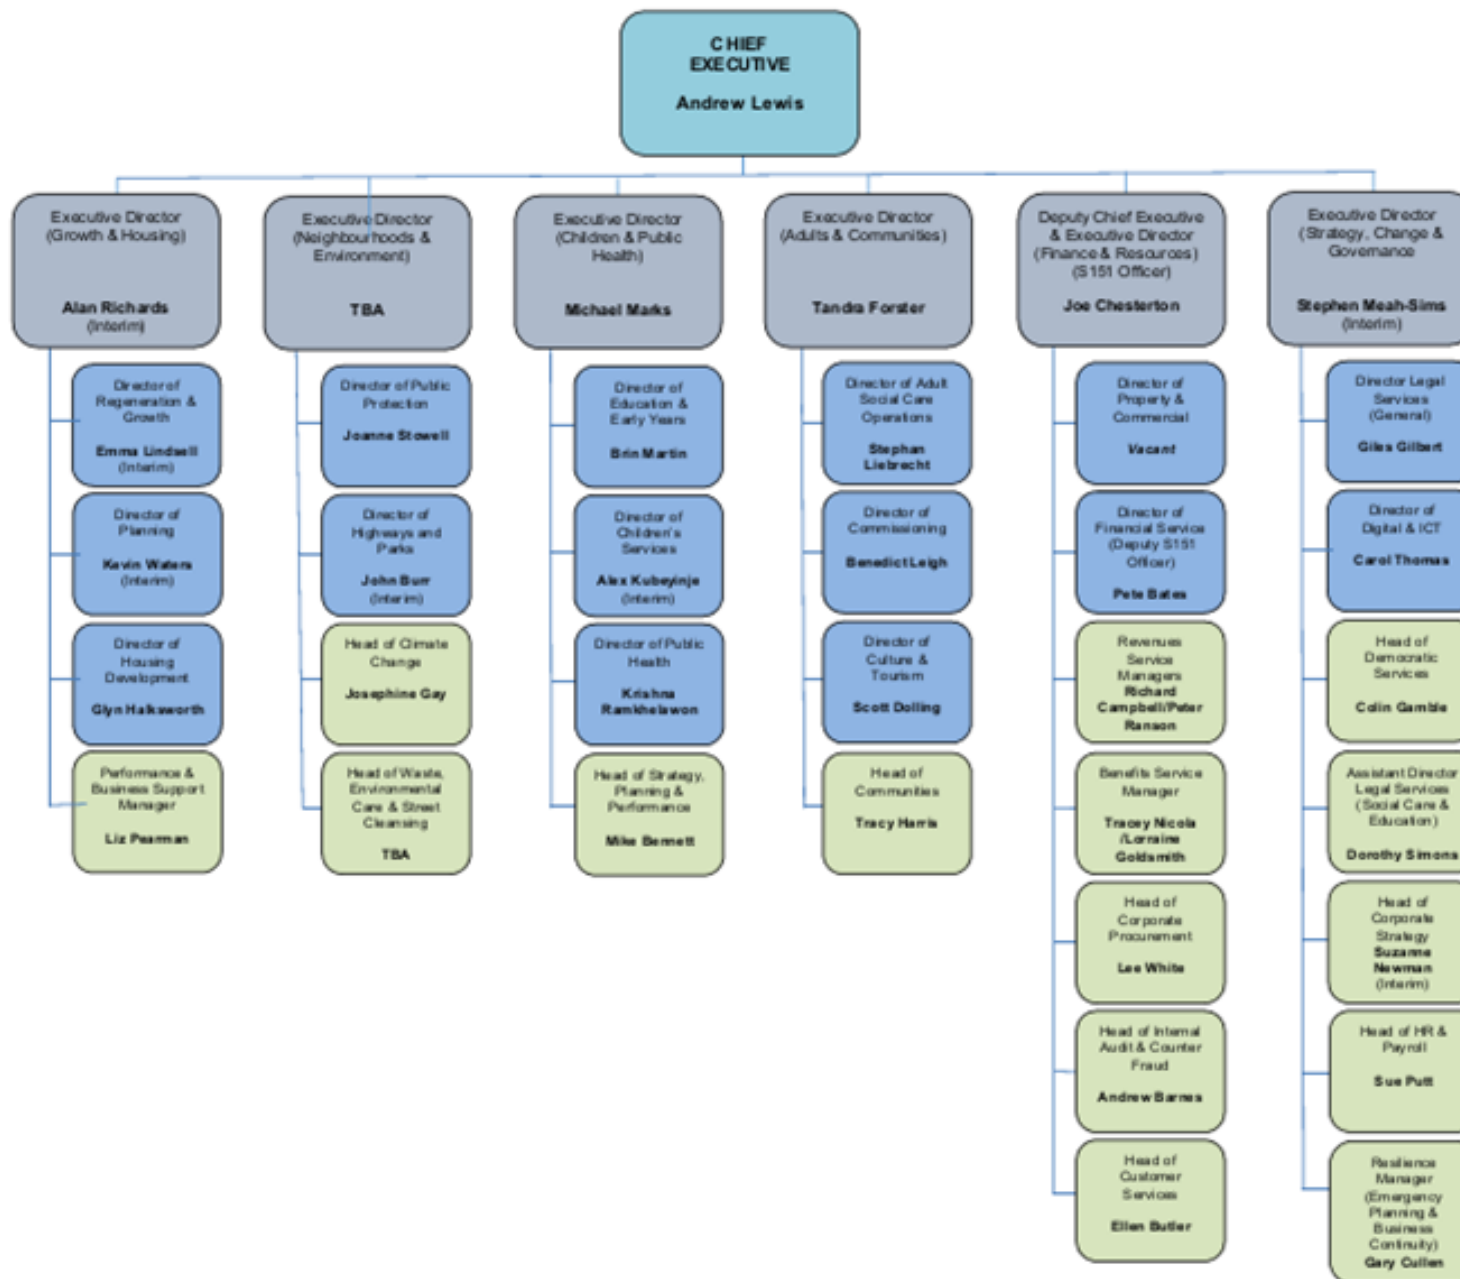 CHIEF
EXECUTIVE
Andrew Lewis
Executive Director
(Growth & Housing)
Alan Richards
(Interim)
Executive Director
(Neighbourhoods &
Environment)
TBA
Executive Director
(Children & Public
Health)
Michael Marks
Executive Director
(Adults & Communities)
Tandra Forster
Deputy Chief Executive
& Executive Director
(Finance & Resources)
(S151 Officer)
Joe Chesterton
Executive Director
(Strategy, Change &
Governance
Stephen Meah-Sims
(Interim)
Director of
Regeneration &
Growth
Emma Lindsell
(Interim)
Director of
Planning
Kevin Waters
(Interim)
Director of
Housing
Development
Glyn Halksworth
Performance &
Business Support
Manager
Liz Pearman
Director of Public
Protection
Joanne Stowell
Director of
Highways and
Parks
John Burr
(Interim)
Head of Climate
Change
Josephine Gay
Head of Waste,
Environmental
Care & Street
Cleansing
TBA
Director of
Education &
Early Years
Brin Martin
Director of
Children's
Services
Alex Kubeyinje
(Interim)
Director of Public
Health
Krishna
Ramkhelawon
Head of Strategy,
Planning &
Performance
Mike Bennett
Director of Adult
Social Care
Operations
Stephan
Liebrecht
Director of
Commissioning
Benedict Leigh
Director of
Culture &
Tourism
Scott Dolling
Head of
Communities
Tracy Harris
Director of
Property &
Commercial
Vacant
Director of
Financial Service
(Deputy S151
Officer)
Pete Bates
Revenues
Service
Managers
Richard
Campbell/Peter
Ranson
Benefits Service
Manager
Tracey Nicola
/Lorraine
Goldsmith
Head of
Corporate
Procurement
Lee White
Head of Internal
Audit & Counter
Fraud
Andrew Barnes
Head of
Customer
Services
Ellen Butler
Director Legal
Services
(General)
Giles Gilbert
Director of
Digital & ICT
Carol Thomas
Head of
Democratic
Services
Colin Gamble
Assistant Director
Legal Services
(Social Care &
Education)
Dorothy Simons
Head of
Corporate
Strategy
Suzanne
Newman
(Interim)
Head of HR &
Payroll
Sue Putt
Resilience
Manager
(Emergency
Planning &
Business
Continuity)
Gary Cullen